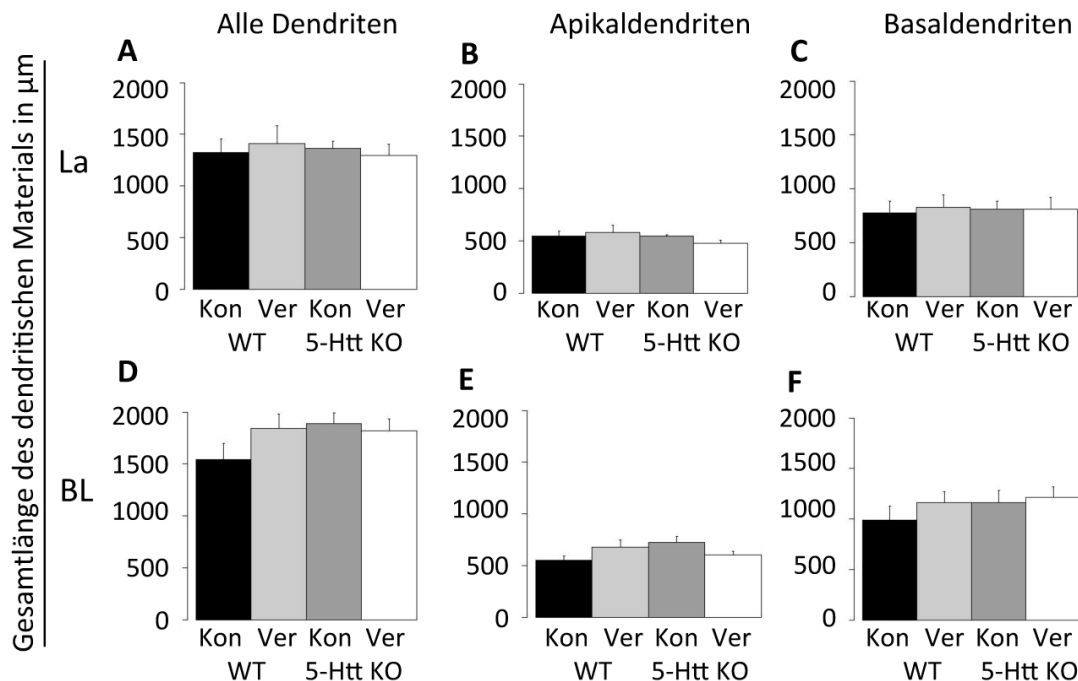 Alle Dendriten
Apikaldendriten
Basaldendriten
Gesamtlänge des dendritischen Materials in µm
La
A
2000
1500
1000
500
0
Kon Ver Kon Ver
WT 5-Htt KO
B
2000
1500
1000
500
0
Kon Ver Kon Ver
WT 5-Htt KO
C
2000
1500
1000
500
0
Kon Ver Kon Ver
WT 5-Htt KO
BL
D
2000
1500
1000
500
0
Kon Ver Kon Ver
WT 5-Htt KO
E
2000
1500
1000
500
0
Kon Ver Kon Ver
WT 5-Htt KO
F
2000
1500
1000
500
0
Kon Ver Kon Ver
WT 5-Htt KO